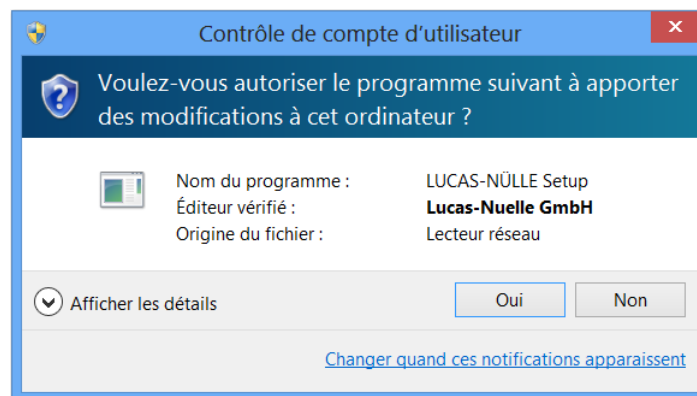 Contrôle de compte d’utilisateur
Voulez-vous autoriser le programme suivant à apporter
des modifications à cet ordinateur ?
Nom du programme : LUCAS-NÜLLE Setup
Éditeur vérifié : Lucas-Nuelle GmbH
Origine du fichier : Lecteur réseau
Afficher les détails Oui Non
Changer quand ces notifications apparaissent